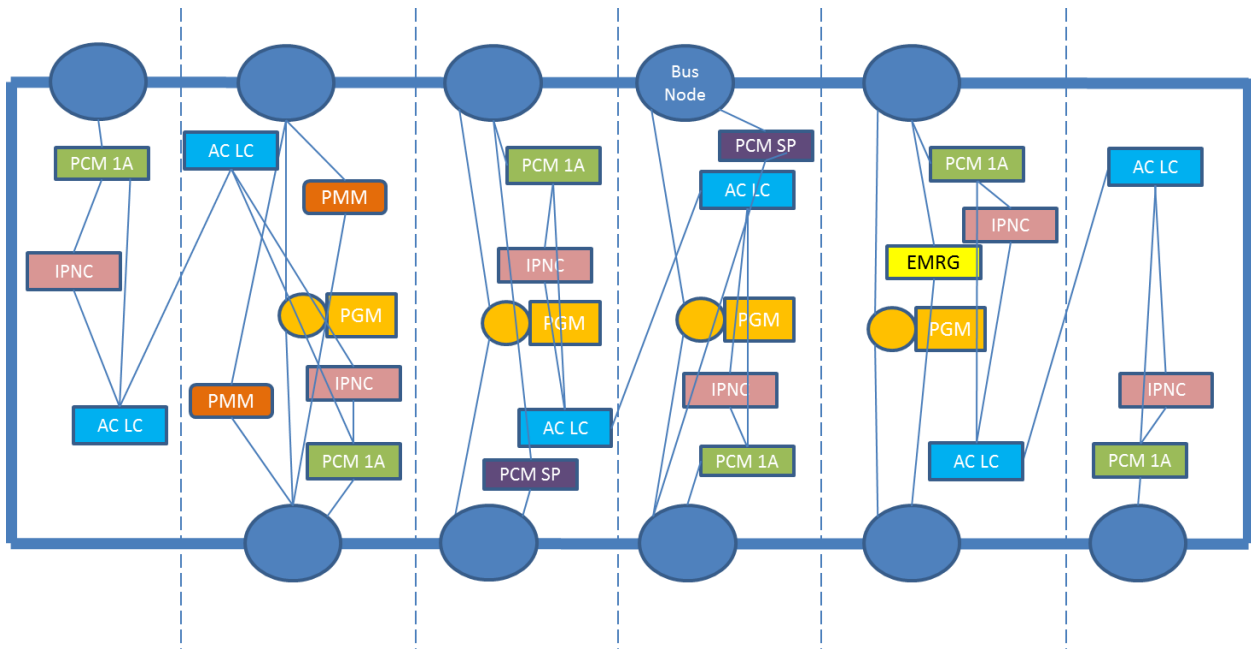 Bus
Node
PCM 1A
AC LC
IPNC
AC LC
PMM
PGM
PMM
IPNC
PCM 1A
PCM 1A
IPNC
PGM
AC LC
PCM SP
PCM SP
AC LC
PGM
IPNC
PCM 1A
PCM 1A
IPNC
EMRG
PGM
AC LC
AC LC
IPNC
PCM 1A